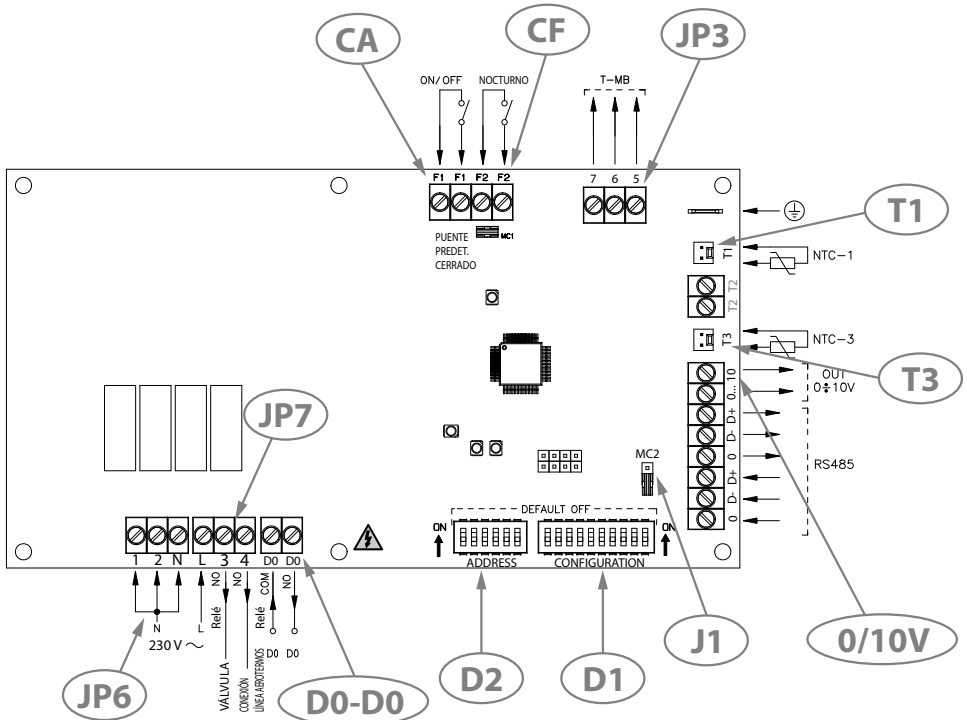 CA
CF
JP3
ON/OFF
NOCTURNO
T-MB
F1 F1 F2 F2
7 6 5
PUENTE
PREDET.
CERRADO
MC1
T1
T1
NTC-1
T2
T2
T3
NTC-3
T3
0... 10
OUT
0÷10V
D+
D-
0
D+
D-
0
RS485
JP7
MC2
DEFAULT OFF
ON
ON
ADDRESS
CONFIGURATION
1 2 N L 3 4 D0 D0
NO
NO
COM
NO
Relé
Relé
N
L
230 V ~
D0 D0
VÁLVULA
CONEXIÓN
LÍNEA AEROTERMOS
JP6
D0-D0
D2
D1
J1
0/10V